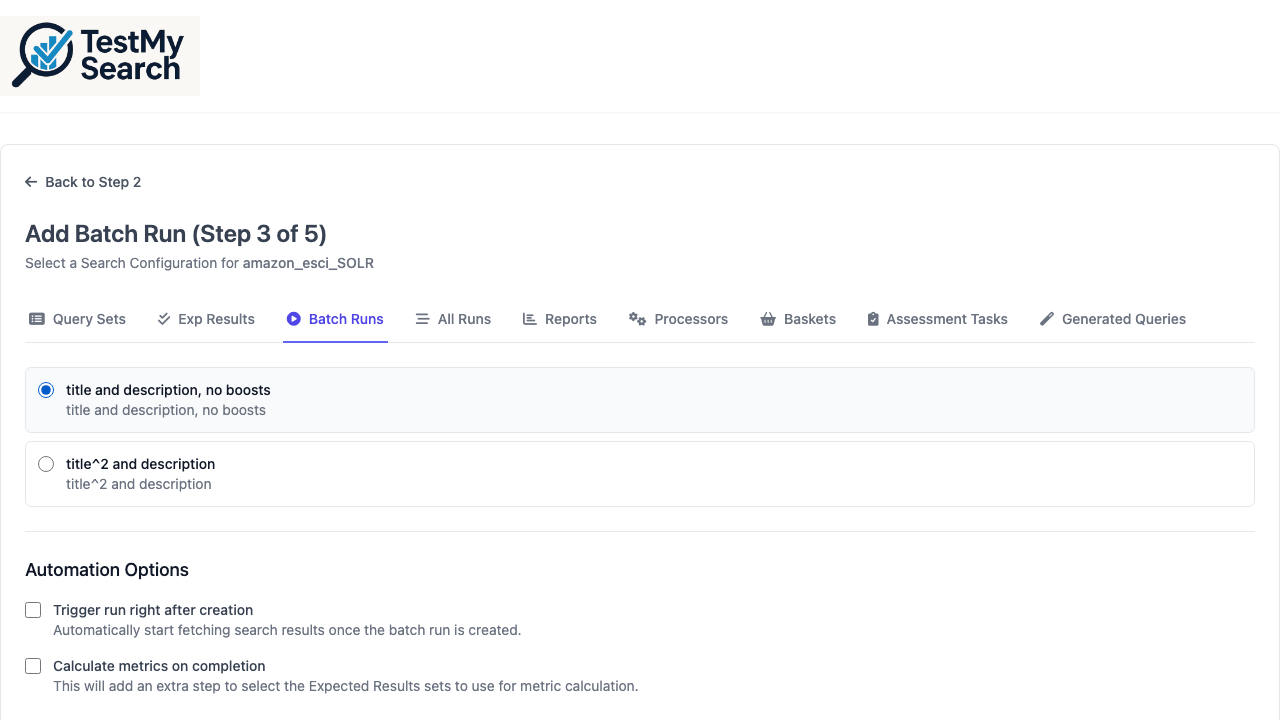 TestMy
Search
Back to Step 2
Add Batch Run (Step 3 of 5)
Select a Search Configuration for amazon_esci_SOLR
Query Sets Exp Results Batch Runs All Runs Reports Processors Baskets Assessment Tasks Generated Queries
title and description, no boosts
title and description, no boosts
title^2 and description
title^2 and description
Automation Options
Trigger run right after creation
Automatically start fetching search results once the batch run is created.
Calculate metrics on completion
This will add an extra step to select the Expected Results sets to use for metric calculation.